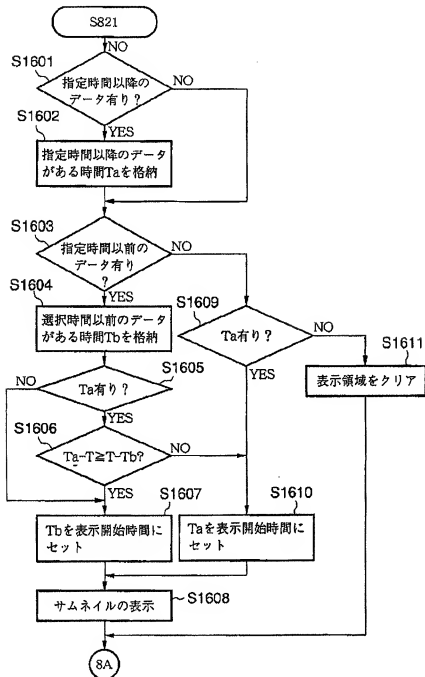 S821
NO
S1601
指定時間以降の
データ有り？
NO
YES
S1602
指定時間以降のデータ
がある時間Taを格納
S1603
指定時間以前の
データ有り
？
NO
YES
S1604
選択時間以前のデータ
がある時間Tbを格納
S1609
Ta有り？
NO
YES
S1611
表示領域をクリア
S1605
NO
Ta有り？
YES
S1606
Ta-T≧T-Tb?
NO
YES
S1607
Tbを表示開始時間に
セット
S1610
Taを表示開始時間に
セット
サムネイルの表示
S1608
8A